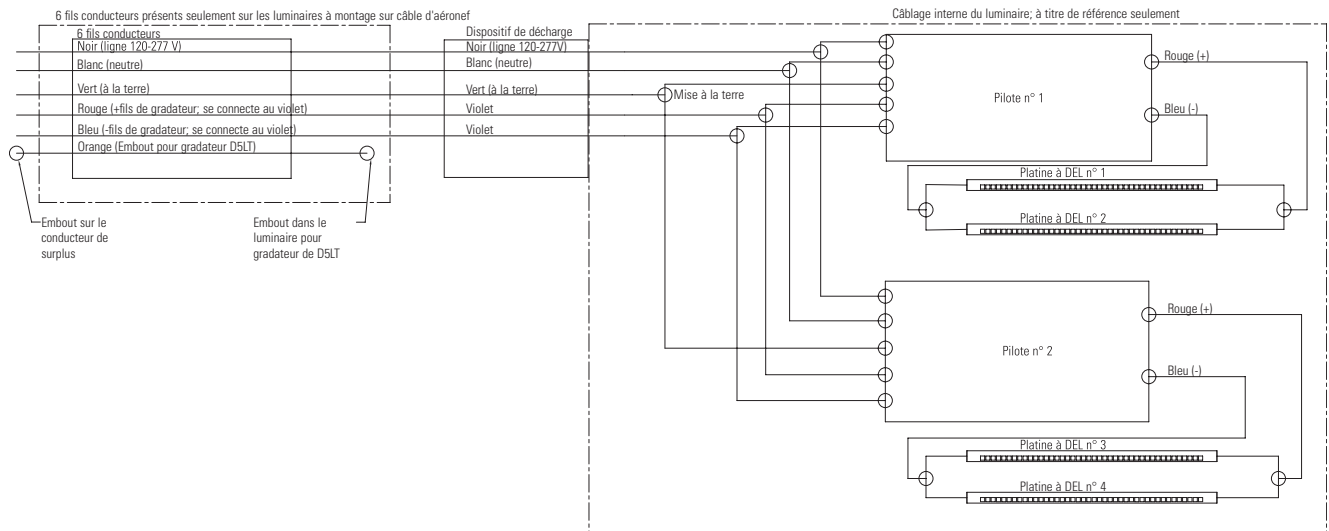 6 fils conducteurs présents seulement sur les luminaires à montage sur câble d'aéronef
Câblage interne du luminaire; à titre de référence seulement
6 fils conducteurs
Noir (ligne 120-277 V)
Blanc (neutre)
Vert (à la terre)
Rouge (+fils de gradateur; se connecte au violet)
Bleu (-fils de gradateur; se connecte au violet)
Orange (Embout pour gradateur D5LT)
Embout sur le
conducteur de
surplus
Embout dans le
luminaire pour
gradateur de D5LT
Dispositif de décharge
Noir (ligne 120-277V)
Blanc (neutre)
Vert (à la terre)
Violet
Violet
Mise à la terre
Pilote n° 1
Rouge (+)
Bleu (-)
Platine à DEL n° 1
Platine à DEL n° 2
Pilote n° 2
Rouge (+)
Bleu (-)
Platine à DEL n° 3
Platine à DEL n° 4